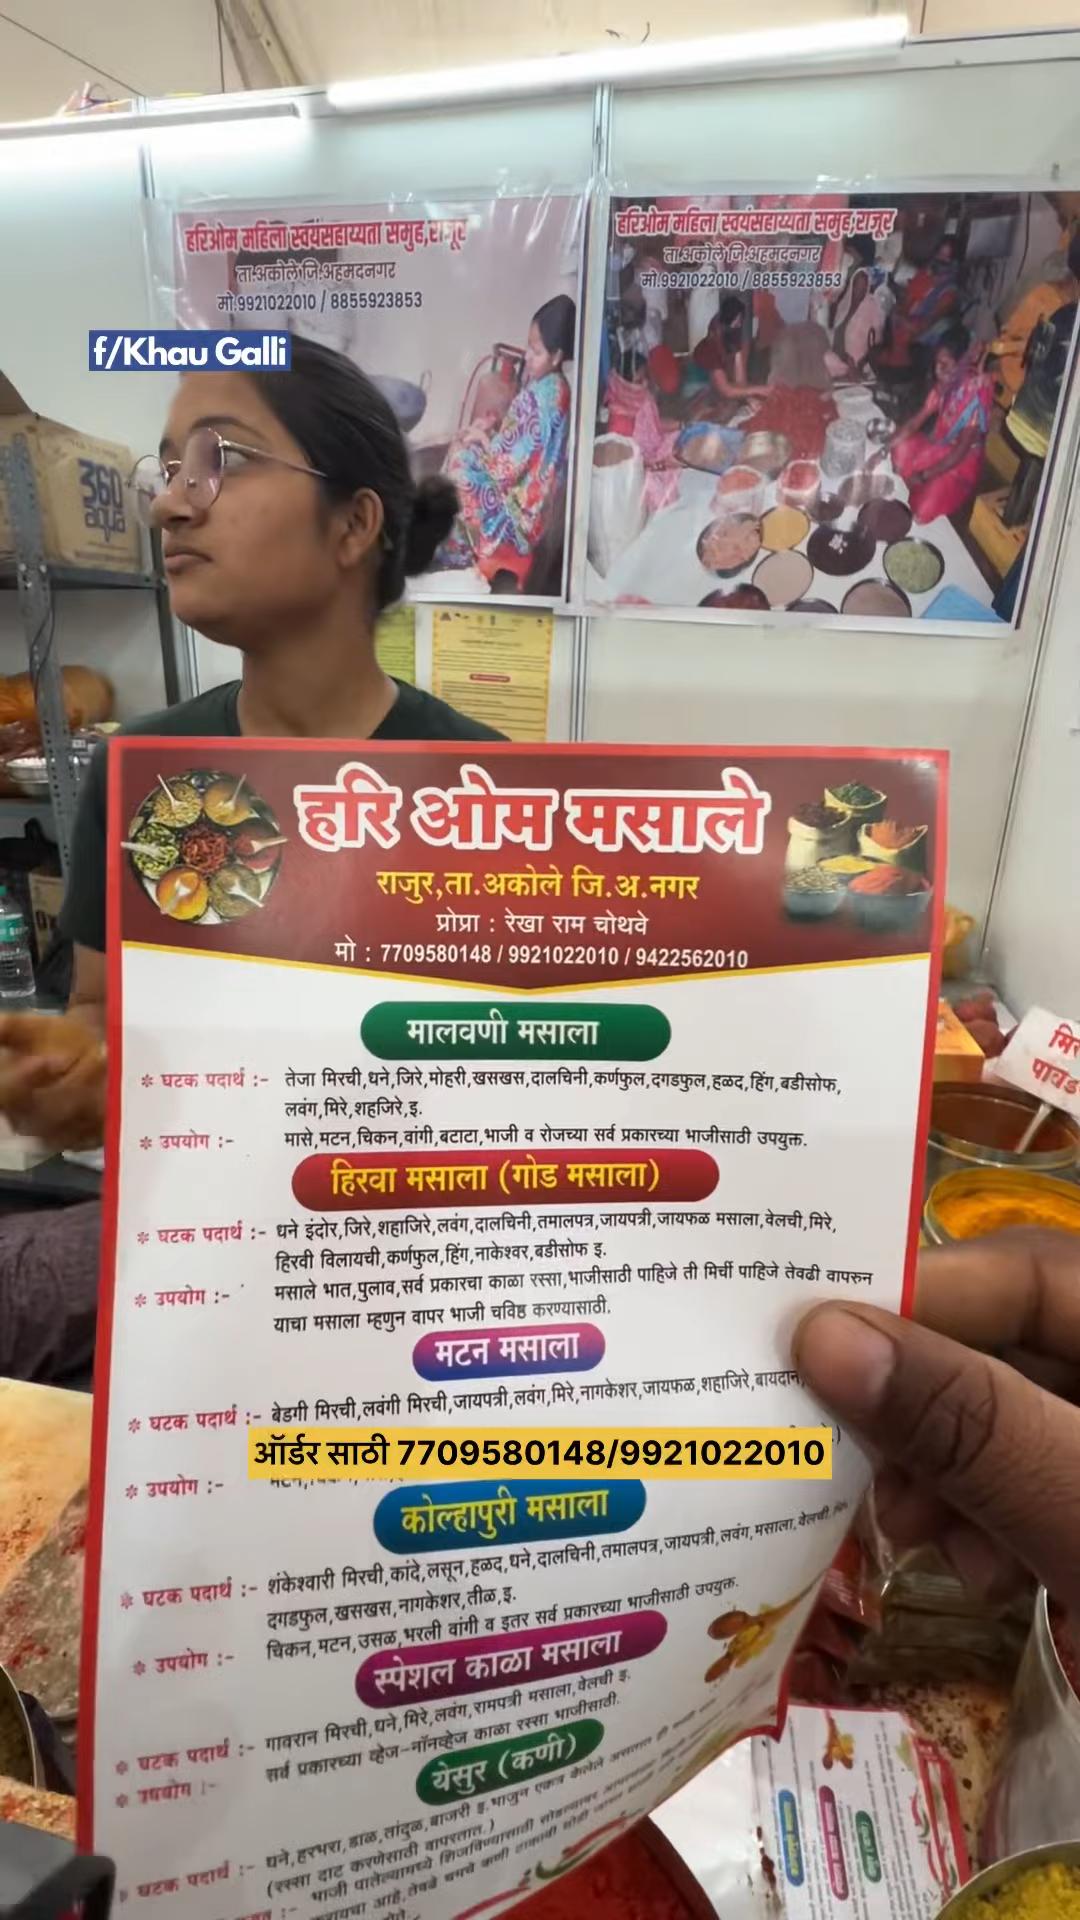 हरिओम महिला स्वयंसहाय्यता समुह,राजूर
ता.अकोले,जि.अहमदनगर
मो.9921022010 / 8855923853
हरिओम महिला स्वयंसहाय्यता समुह,राजूर
ता.अकोले,जि.अहमदनगर
मो.9921022010 / 8855923853
f/Khau Galli
360
aqua
हरि ओम मसाले
राजुर,ता.अकोले जि.अ.नगर
प्रोप्रा : रेखा राम चोथवे
मो : 7709580148 / 9921022010 / 9422562010
मालवणी मसाला
* घटक पदार्थ :- तेजा मिरची,धने,जिरे,मोहरी,खसखस,दालचिनी,कर्णफुल,दगडफुल,हळद,हिंग,बडीसोफ,
लवंग,मिरे,शहजिरे,इ.
* उपयोग :- मासे,मटन,चिकन,वांगी,बटाटा,भाजी व रोजच्या सर्व प्रकारच्या भाजीसाठी उपयुक्त.
हिरवा मसाला (गोड मसाला)
* घटक पदार्थ :- धने इंदोर,जिरे,शहाजिरे,लवंग,दालचिनी,तमालपत्र,जायपत्री,जायफळ मसाला,वेलची,मिरे,
हिरवी विलायची,कर्णफुल,हिंग,नाकेश्वर,बडीसोफ इ.
* उपयोग :- मसाले भात,पुलाव,सर्व प्रकारचा काळा रस्सा,भाजीसाठी पाहिजे ती मिर्ची पाहिजे तेवढी वापरुन
याचा मसाला म्हणुन वापर भाजी चविष्ठ करण्यासाठी.
मटन मसाला
* घटक पदार्थ :- बेडगी मिरची,लवंगी मिरची,जायपत्री,लवंग,मिरे,नागकेशर,जायफळ,शहाजिरे,बायदान,
ऑर्डर साठी 7709580148/9921022010
* उपयोग :-
कोल्हापुरी मसाला
* घटक पदार्थ :- शंकेश्वारी मिरची,कांदे,लसून,हळद,धने,दालचिनी,तमालपत्र,जायपत्री,लवंग,मसाला,वेलची
दगडफुल,खसखस,नागकेशर,तीळ,इ.
* उपयोग :- चिकन,मटन,उसळ,भरली वांगी व इतर सर्व प्रकारच्या भाजीसाठी उपयुक्त.
स्पेशल काळा मसाला
* घटक पदार्थ :- गावरान मिरची,धने,मिरे,लवंग,रामपत्री मसाला,वेलची इ.
* उपयोग :- सर्व प्रकारच्या व्हेज-नॉनव्हेज काळा रस्सा भाजीसाठी.
येसुर (कणी)
* घटक पदार्थ :- धने,हरभरा,डाळ,तांदुळ,बाजरी इ.भाजुन एकत्र केलेले
(रस्सा दाट करणेसाठी वापरतात.)